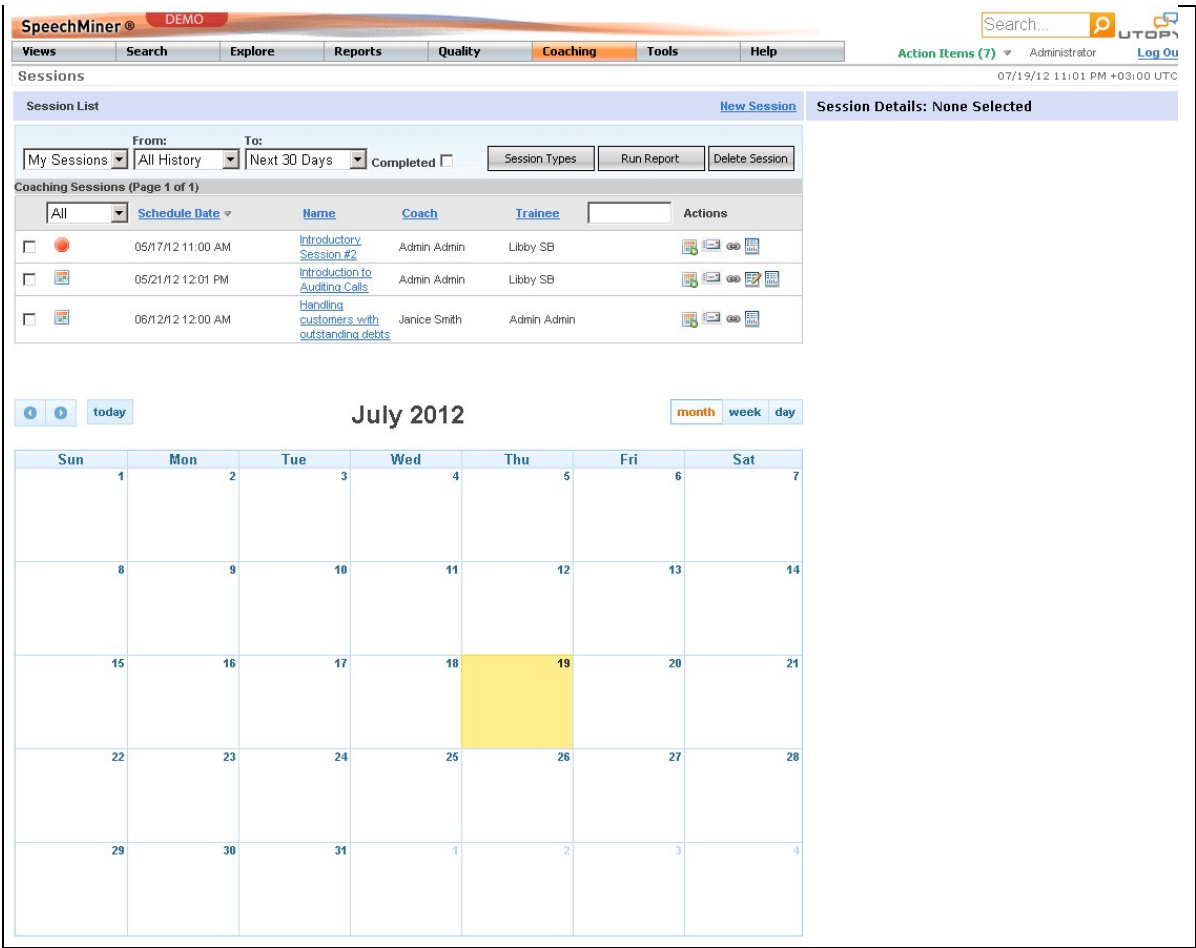 SpeechMiner ® DEMO Search... UTOPY
Views Search Explore Reports Quality Coaching Tools Help Action Items (7) Administrator Log Ou
Sessions 07/19/12 11:01 PM +03:00 UTC
Session List New Session Session Details: None Selected
From: To:
My Sessions All History Next 30 Days Completed Session Types Run Report Delete Session
Coaching Sessions (Page 1 of 1)
All Schedule Date Name Coach Trainee Actions
05/17/12 11:00 AM Introductory Session #2 Admin Admin Libby SB
05/21/12 12:01 PM Introduction to Auditing Calls Admin Admin Libby SB
06/12/12 12:00 AM Handling customers with outstanding debts Janice Smith Admin Admin
today July 2012 month week day
Sun Mon Tue Wed Thu Fri Sat
1 2 3 4 5 6 7
8 9 10 11 12 13 14
15 16 17 18 19 20 21
22 23 24 25 26 27 28
29 30 31 1 2 3 4